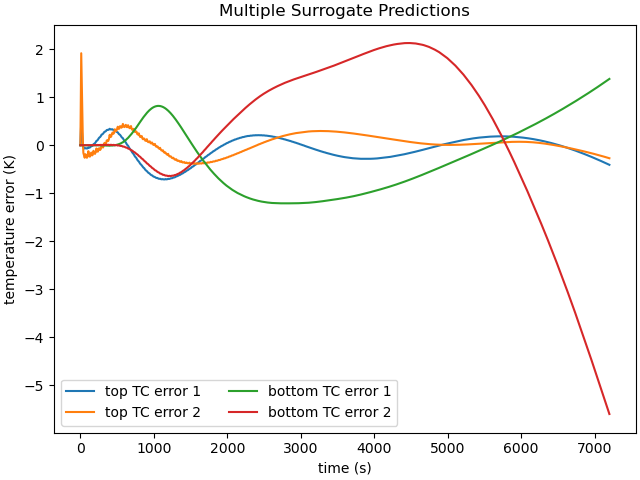 Multiple Surrogate Predictions
temperature error (K)
2
1
0
−1
−2
−3
−4
−5
top TC error 1
top TC error 2
bottom TC error 1
bottom TC error 2
0 1000 2000 3000 4000 5000 6000 7000
time (s)